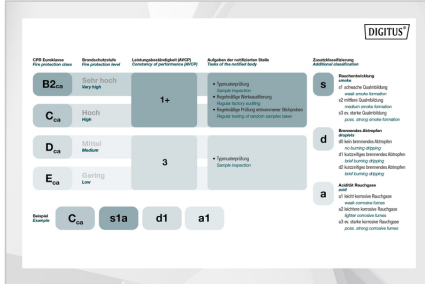 DIGITUS®
CPR Euroklasse
Fire protection class
Brandschutzstufe
Fire protection level
Leistungsbeständigkeit (AVCP)
Constancy of performance (AVCP)
Aufgaben der notifizierten Stelle
Tasks of the notified body
Zusatzklassifizierung
Additional classification
B2ca
Sehr hoch
Very high
1+
• Typmusterprüfung
Sample inspection
• Regelmäßige Werksauditierung
Regular factory auditing
• Regelmäßige Prüfung entnommener Stichproben
Regular testing of random samples taken
Cca
Hoch
High
Dca
Mittel
Medium
3
• Typmusterprüfung
Sample inspection
Eca
Gering
Low
s
Rauchentwicklung
smoke
s1 schwache Qualmbildung
weak smoke formation
s2 mittlere Qualmbildung
medium smoke formation
s3 ev. starke Qualmbildung
poss. strong smoke formation
d
Brennendes Abtropfen
droplets
d0 kein brennendes Abtropfen
no burning dripping
d1 kurzzeitiges brennendes Abtropfen
brief burning dripping
d2 kurzzeitiges brennendes Abtropfen
brief burning dripping
a
Acidität Rauchgase
acid
a1 leicht korrosive Rauchgase
weak corrosive fumes
a2 leichtere korrosive Rauchgase
lighter corrosive fumes
a3 ev. starke korrosive Rauchgase
poss. strong corrosive fumes
Beispiel
Example
Cca
s1a
d1
a1